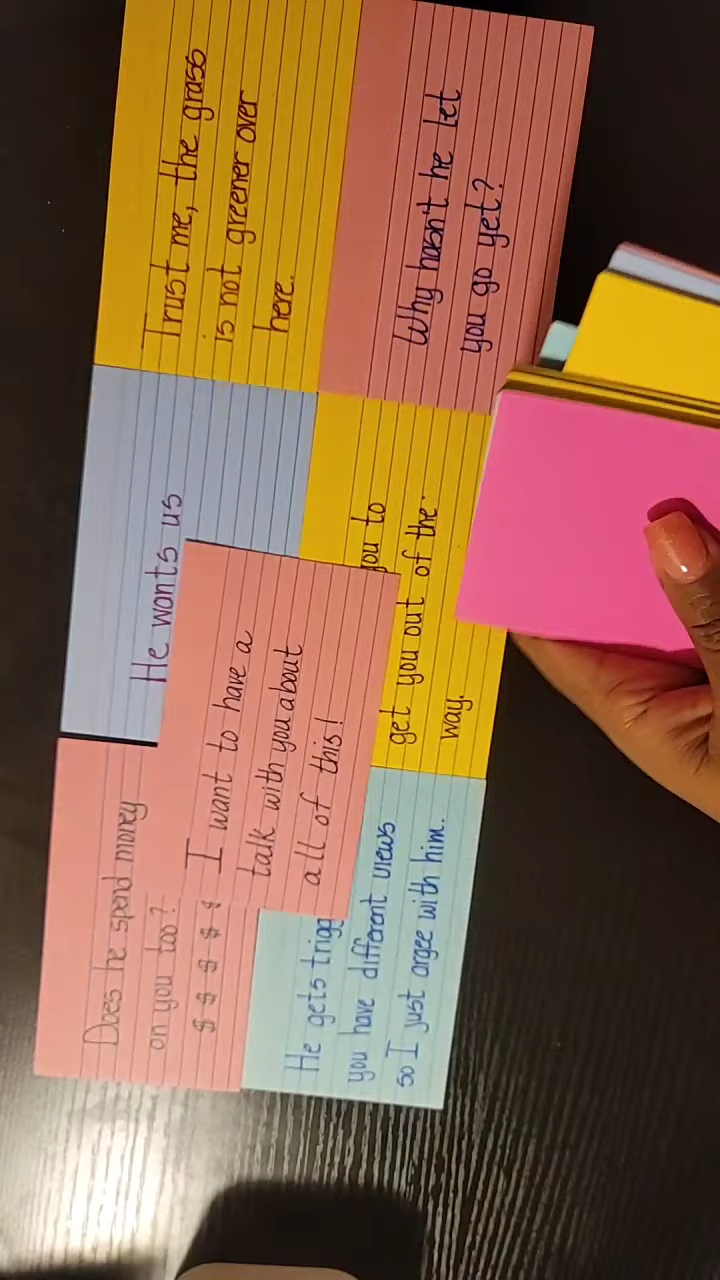 Does he spend money
on you too?
$ $ $ $ $
He wants us
Trust me, the grass
is not greener over
here.
I want to have a
talk with you about
all of this!
He gets
you have different views
so I just argee with him.
you to
get you out of the
way.
Why hasn't he let
you go yet?